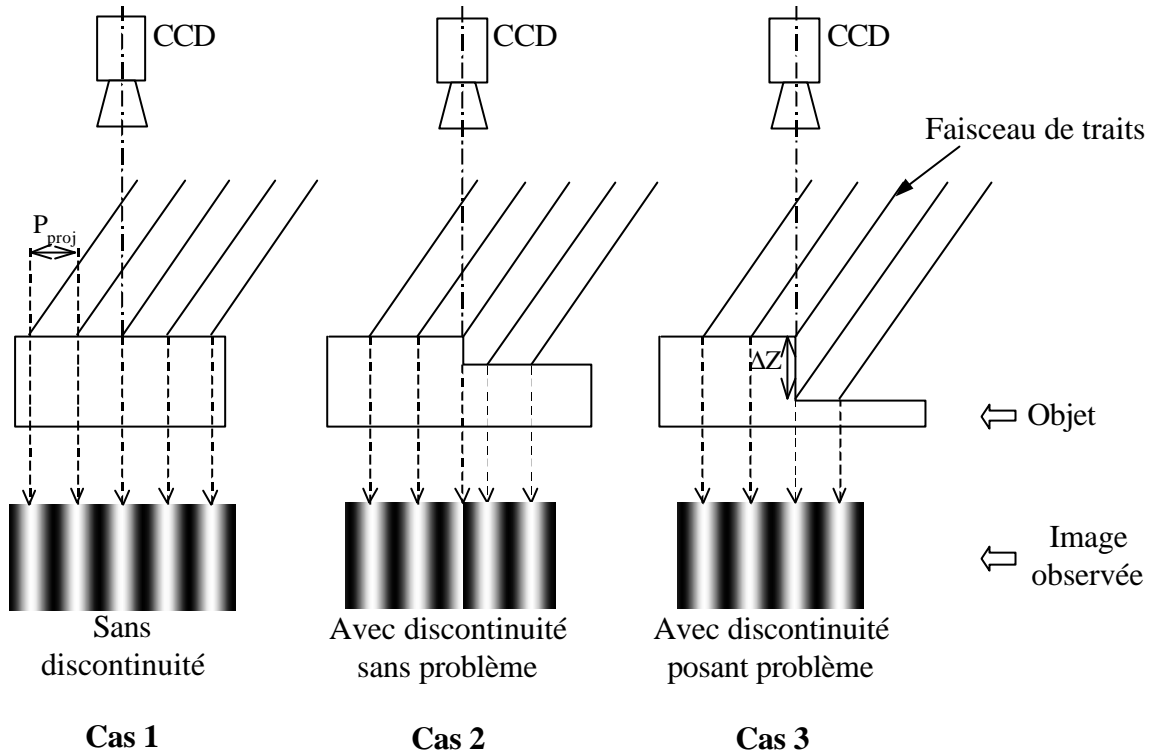 CCD
CCD
CCD
Faisceau de traits
P proj
ΔZ
Objet
Image
observée
Sans
discontinuité
Avec discontinuité
sans problème
Avec discontinuité
posant problème
Cas 1
Cas 2
Cas 3